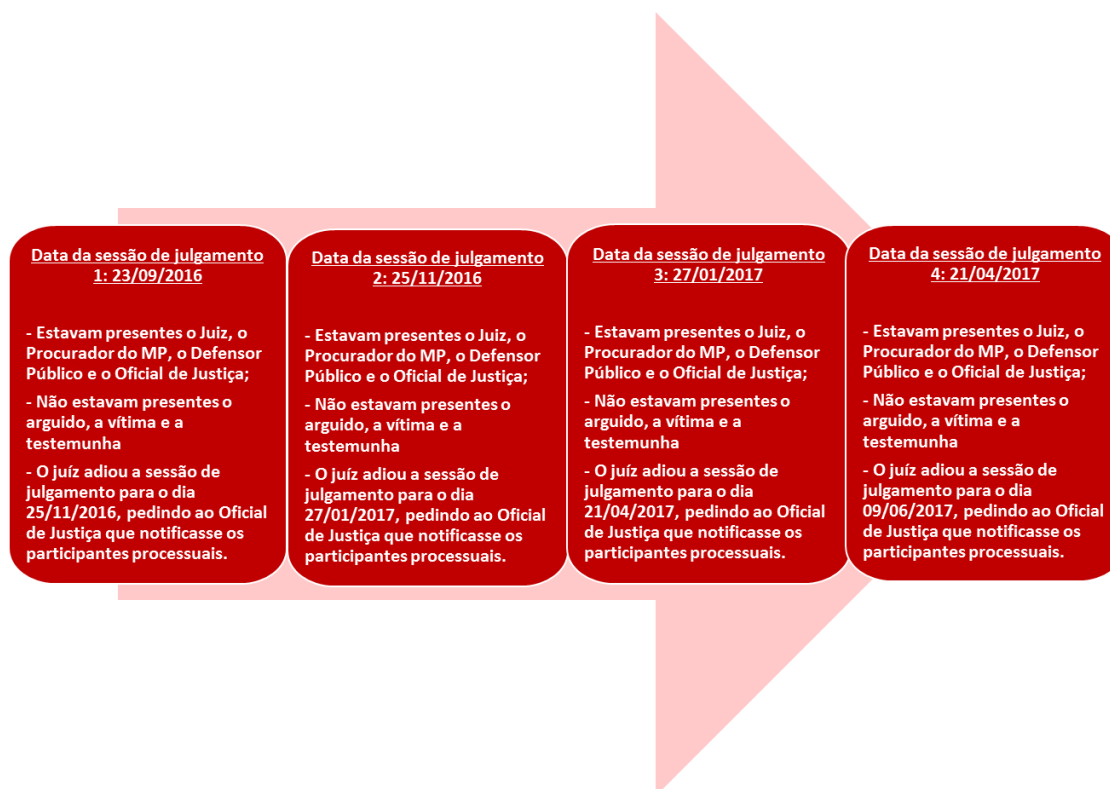 Data da sessão de julgamento
1: 23/09/2016
- Estavam presentes o Juiz, o
Procurador do MP, o Defensor
Público e o Oficial de Justiça;
- Não estavam presentes o
arguido, a vítima e a
testemunha
- O juíz adiou a sessão de
julgamento para o dia
25/11/2016, pedindo ao Oficial
de Justiça que notificasse os
participantes processuais.
Data da sessão de julgamento
2: 25/11/2016
- Estavam presentes o Juiz, o
Procurador do MP, o Defensor
Público e o Oficial de Justiça;
- Não estavam presentes o
arguido, a vítima e a
testemunha
- O juíz adiou a sessão de
julgamento para o dia
27/01/2017, pedindo ao Oficial
de Justiça que notificasse os
participantes processuais.
Data da sessão de julgamento
3: 27/01/2017
- Estavam presentes o Juiz, o
Procurador do MP, o Defensor
Público e o Oficial de Justiça;
- Não estavam presentes o
arguido, a vítima e a
testemunha
- O juíz adiou a sessão de
julgamento para o dia
21/04/2017, pedindo ao Oficial
de Justiça que notificasse os
participantes processuais.
Data da sessão de julgamento
4: 21/04/2017
- Estavam presentes o Juiz, o
Procurador do MP, o Defensor
Público e o Oficial de Justiça;
- Não estavam presentes o
arguido, a vítima e a
testemunha
- O juíz adiou a sessão de
julgamento para o dia
09/06/2017, pedindo ao Oficial
de Justiça que notificasse os
participantes processuais.